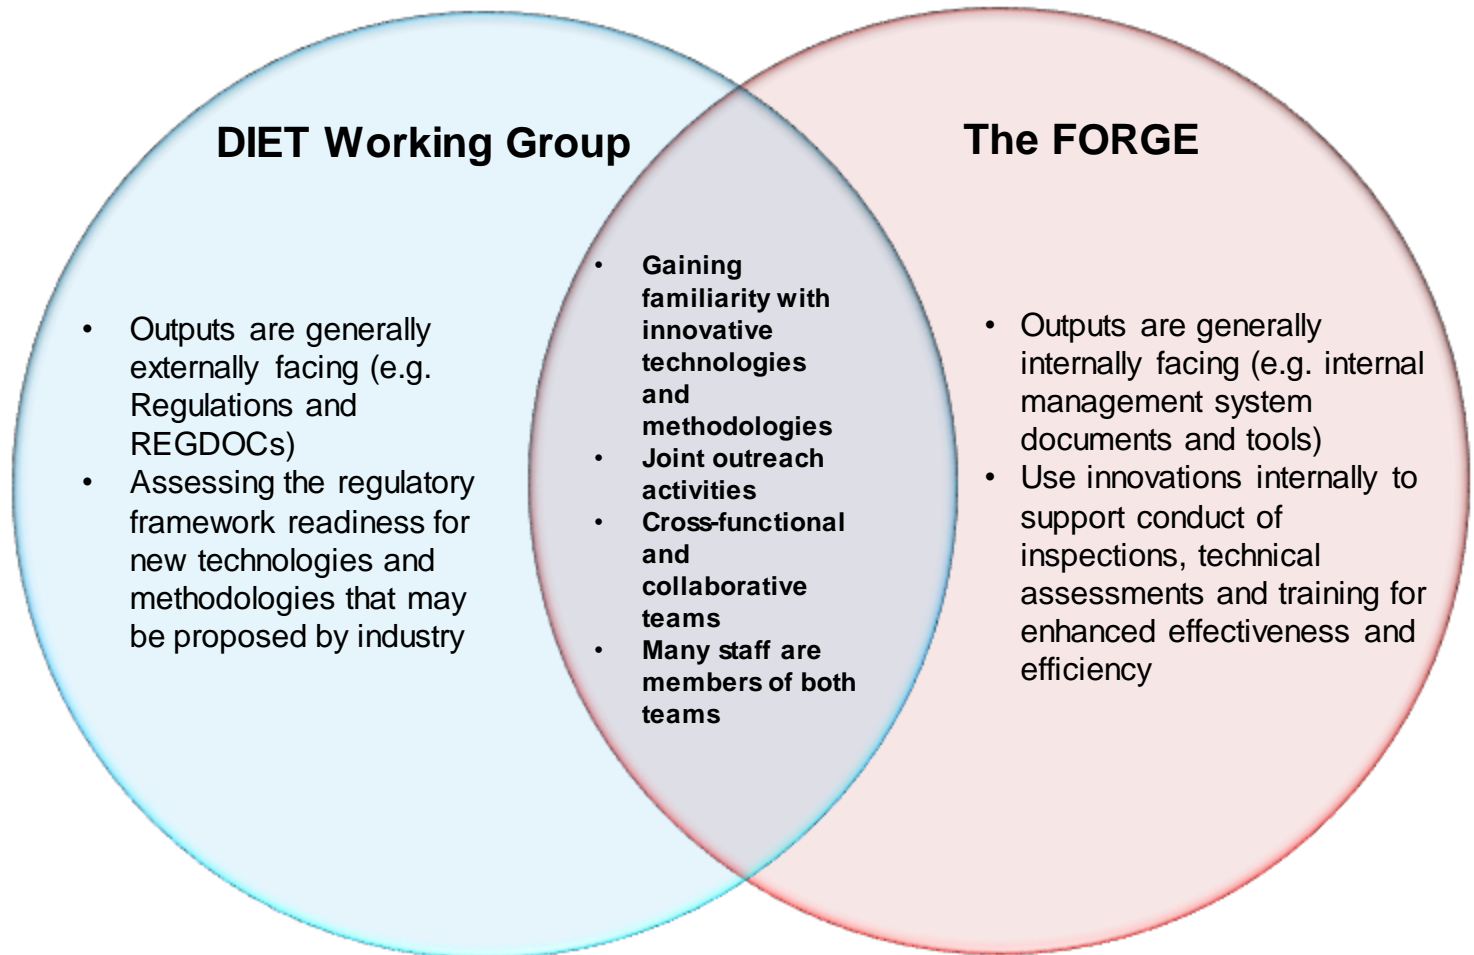 DIET Working Group
• Outputs are generally
externally facing (e.g.
Regulations and
REGDOCs)
• Assessing the regulatory
framework readiness for
new technologies and
methodologies that may
be proposed by industry
• Gaining
familiarity with
innovative
technologies
and
methodologies
• Joint outreach
activities
• Cross-functional
and
collaborative
teams
• Many staff are
members of both
teams
The FORGE
• Outputs are generally
internally facing (e.g. internal
management system
documents and tools)
• Use innovations internally to
support conduct of
inspections, technical
assessments and training for
enhanced effectiveness and
efficiency